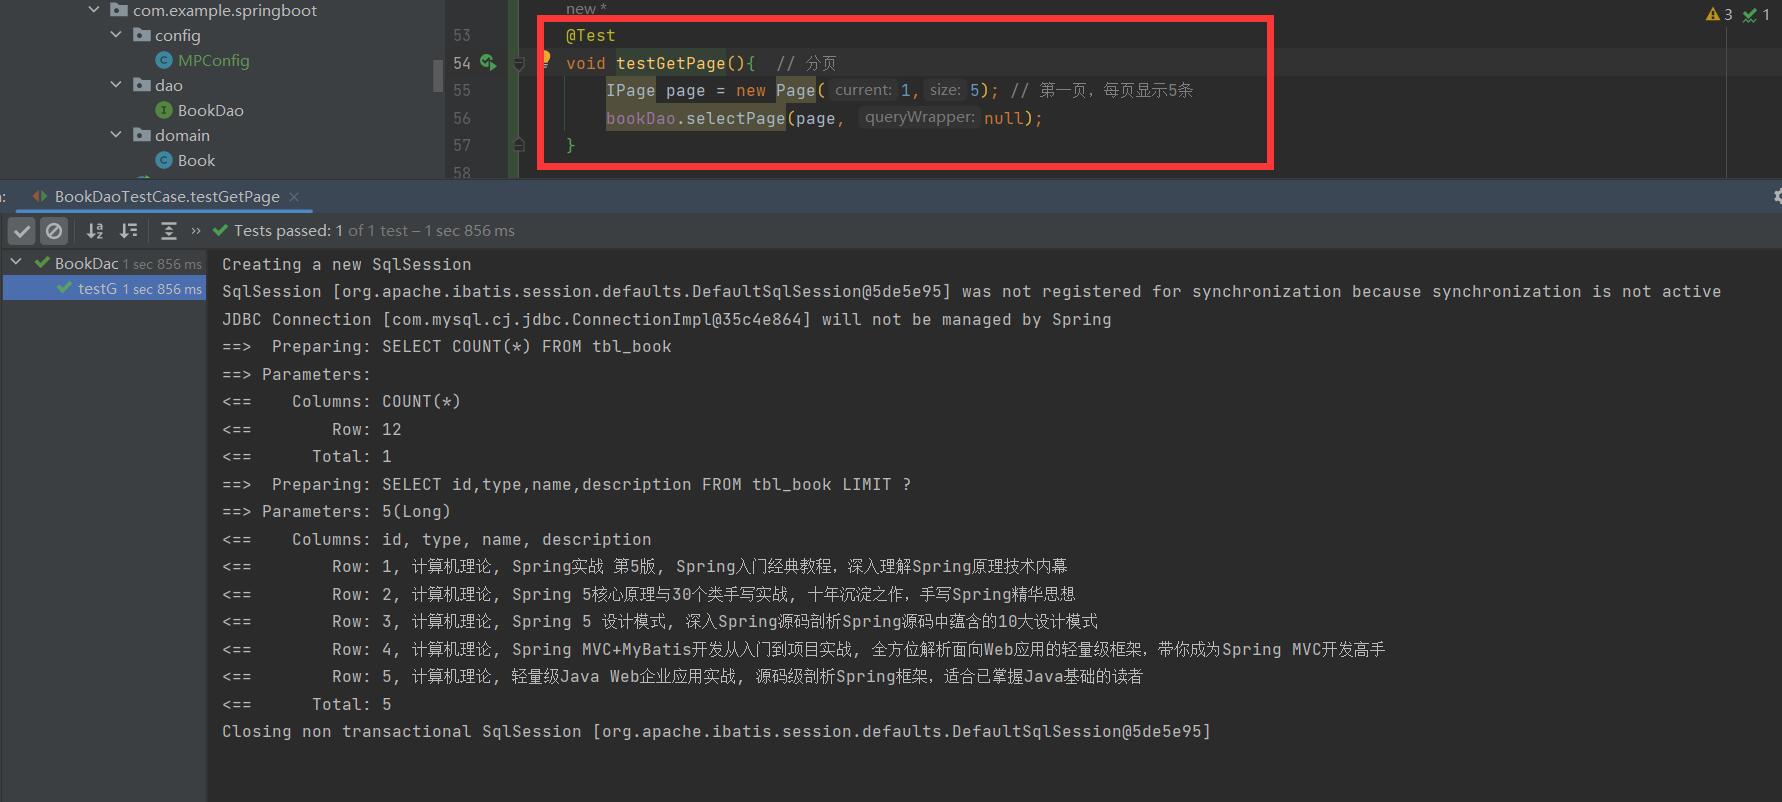 com.example.springboot
config
MPConfig
dao
BookDao
domain
Book
new *
3 1
53 @Test
54 void testGetPage(){ // 分页
55 IPage page = new Page( current: 1, size: 5); // 第一页，每页显示5条
56 bookDao.selectPage(page, queryWrapper: null);
57 }
58
: BookDaoTestCase.testGetPage ×
» Tests passed: 1 of 1 test – 1 sec 856 ms
BookDac 1 sec 856 ms
testG 1 sec 856 ms
Creating a new SqlSession
SqlSession [org.apache.ibatis.session.defaults.DefaultSqlSession@5de5e95] was not registered for synchronization because synchronization is not active
JDBC Connection [com.mysql.cj.jdbc.ConnectionImpl@35c4e864] will not be managed by Spring
==>  Preparing: SELECT COUNT(*) FROM tbl_book
==> Parameters:
<==    Columns: COUNT(*)
<==        Row: 12
<==      Total: 1
==>  Preparing: SELECT id,type,name,description FROM tbl_book LIMIT ?
==> Parameters: 5(Long)
<==    Columns: id, type, name, description
<==        Row: 1, 计算机理论, Spring实战 第5版, Spring入门经典教程，深入理解Spring原理技术内幕
<==        Row: 2, 计算机理论, Spring 5核心原理与30个类手写实战, 十年沉淀之作，手写Spring精华思想
<==        Row: 3, 计算机理论, Spring 5 设计模式, 深入Spring源码剖析Spring源码中蕴含的10大设计模式
<==        Row: 4, 计算机理论, Spring MVC+MyBatis开发从入门到项目实战, 全方位解析面向Web应用的轻量级框架，带你成为Spring MVC开发高手
<==        Row: 5, 计算机理论, 轻量级Java Web企业应用实战, 源码级剖析Spring框架，适合已掌握Java基础的读者
<==      Total: 5
Closing non transactional SqlSession [org.apache.ibatis.session.defaults.DefaultSqlSession@5de5e95]